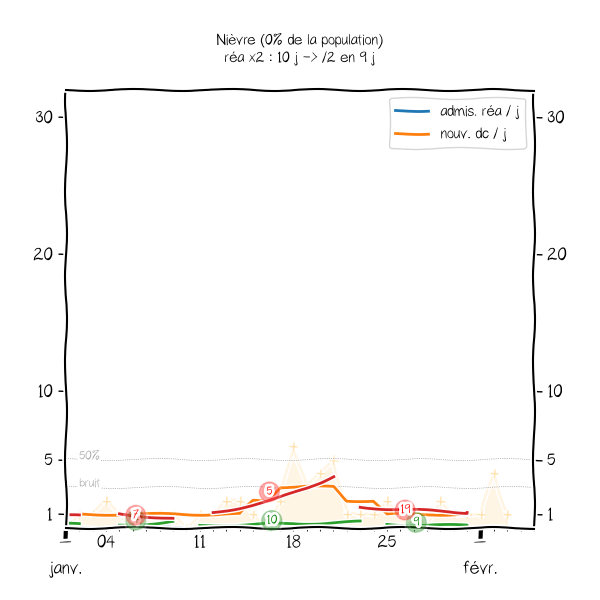 Nièvre (0% de la population)
réa x2 : 10 j -> /2 en 9 j
admis. réa / j
nouv. dc / j
30 30
20 20
10 10
50%
5 5
bruit
1 1
7 5 10 19 9
04 11 18 25
janv. févr.